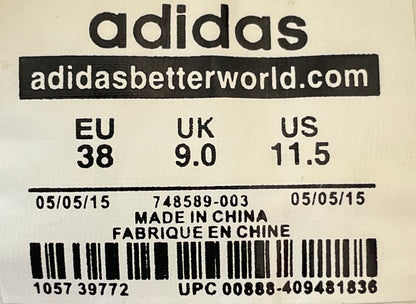 adidas
adidasbetterworld.com
EU UK US
38 9.0 11.5
05/05/15 748589-003 05/05/15
MADE IN CHINA
FABRIQUE EN CHINE
1057 39772 UPC 00888-409481836